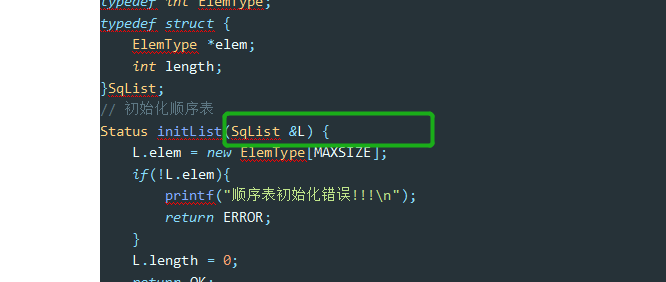 typedef int ElemType;
typedef struct {
    ElemType *elem;
    int length;
}SqList;
// 初始化顺序表
Status initList(SqList &L) {
    L.elem = new ElemType[MAXSIZE];
    if(!L.elem){
        printf("顺序表初始化错误!!!\n");
        return ERROR;
    }
    L.length = 0;
    return OK;